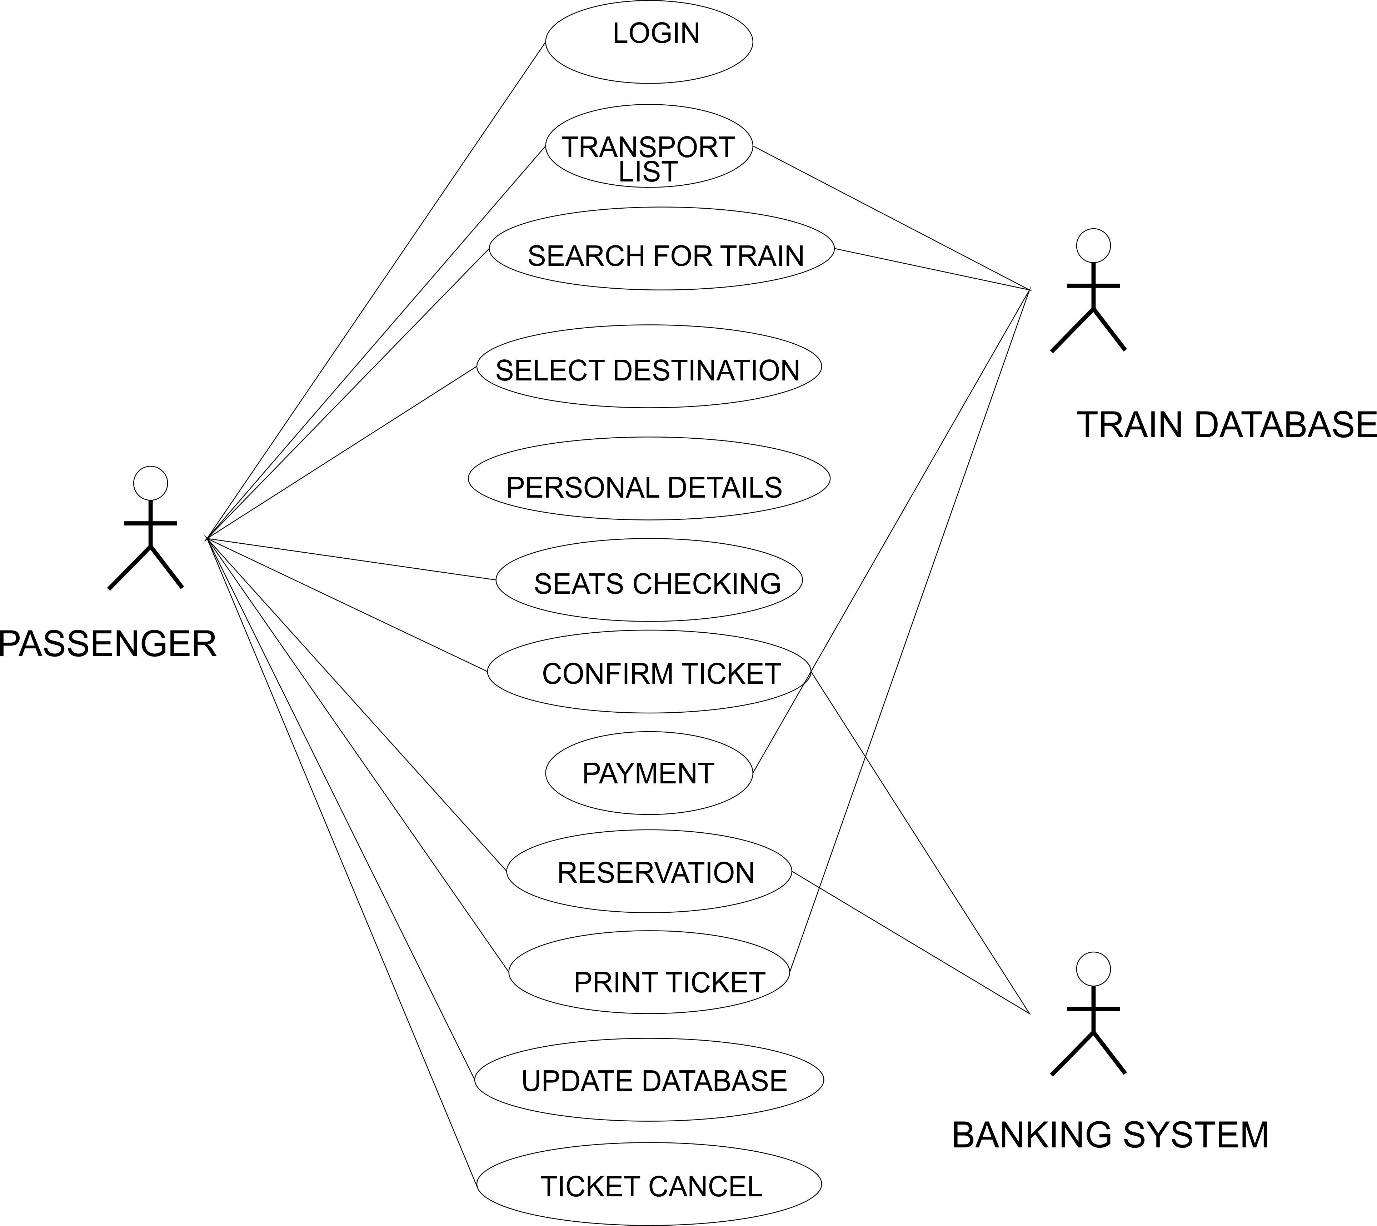 LOGIN
TRANSPORT
LIST
SEARCH FOR TRAIN
SELECT DESTINATION
TRAIN DATABASE
PERSONAL DETAILS
SEATS CHECKING
PASSENGER
CONFIRM TICKET
PAYMENT
RESERVATION
PRINT TICKET
UPDATE DATABASE
BANKING SYSTEM
TICKET CANCEL